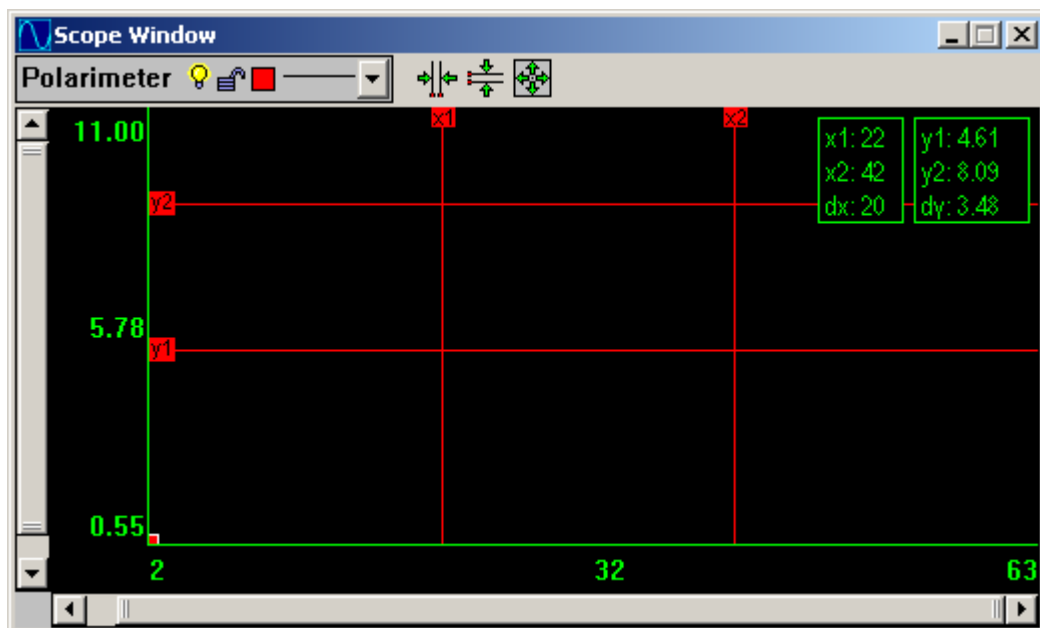 Scope Window
Polarimeter
11.00
x1
x2
x1: 22
y1: 4.61
x2: 42
y2: 8.09
dx: 20
dy: 3.48
y2
5.78
y1
0.55
2
32
63